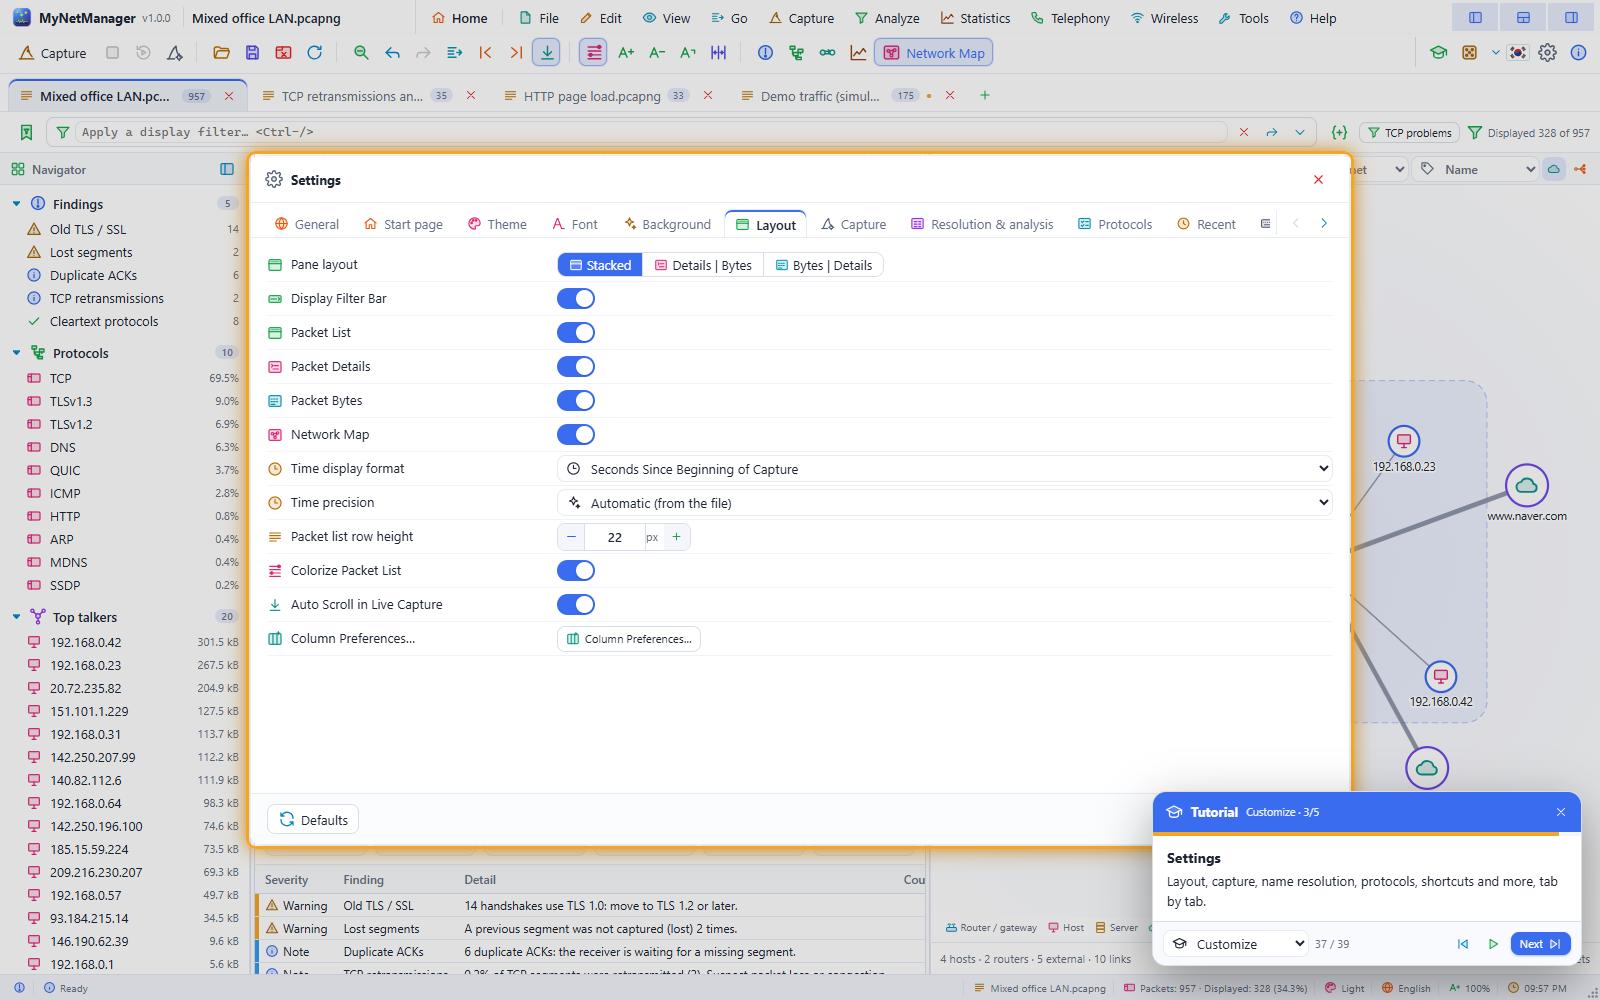 MyNetManager v1.0.0 Mixed office LAN.pcapng Home File Edit View Go Capture Analyze Statistics Telephony Wireless Tools Help
Capture A+ A- A Network Map
Mixed office LAN.pc... 957 TCP retransmissions an... 35 HTTP page load.pcapng 33 Demo traffic (simul... 175
Apply a display filter… <Ctrl-/> TCP problems Displayed 328 of 957
Navigator
Findings 5
Old TLS / SSL 14
Lost segments 2
Duplicate ACKs 6
TCP retransmissions 2
Cleartext protocols 8
Protocols 10
TCP 69.5%
TLSv1.3 9.0%
TLSv1.2 6.9%
DNS 6.3%
QUIC 3.7%
ICMP 2.8%
HTTP 0.8%
ARP 0.4%
MDNS 0.4%
SSDP 0.2%
Top talkers 20
192.168.0.42 301.5 kB
192.168.0.23 267.5 kB
20.72.235.82 204.9 kB
151.101.1.229 127.5 kB
192.168.0.31 113.7 kB
142.250.207.99 112.2 kB
140.82.112.6 111.9 kB
192.168.0.64 98.3 kB
142.250.196.100 74.6 kB
185.15.59.224 73.5 kB
209.216.230.207 69.3 kB
192.168.0.57 49.7 kB
93.184.215.14 34.5 kB
146.190.62.39 9.6 kB
192.168.0.1 5.6 kB
Settings
General Start page Theme Font Background Layout Capture Resolution & analysis Protocols Recent
Pane layout Stacked Details | Bytes Bytes | Details
Display Filter Bar
Packet List
Packet Details
Packet Bytes
Network Map
Time display format Seconds Since Beginning of Capture
Time precision Automatic (from the file)
Packet list row height 22 px
Colorize Packet List
Auto Scroll in Live Capture
Column Preferences... Column Preferences...
Defaults
Name
192.168.0.23
www.naver.com
192.168.0.42
Severity Finding Detail Cou
Warning Old TLS / SSL 14 handshakes use TLS 1.0: move to TLS 1.2 or later.
Warning Lost segments A previous segment was not captured (lost) 2 times.
Note Duplicate ACKs 6 duplicate ACKs: the receiver is waiting for a missing segment.
Router / gateway Host Server
4 hosts · 2 routers · 5 external · 10 links
Tutorial Customize · 3/5
Settings
Layout, capture, name resolution, protocols, shortcuts and more, tab
by tab.
Customize 37 / 39 Next
Ready Mixed office LAN.pcapng Packets: 957 · Displayed: 328 (34.3%) Light English 100% 09:57 PM